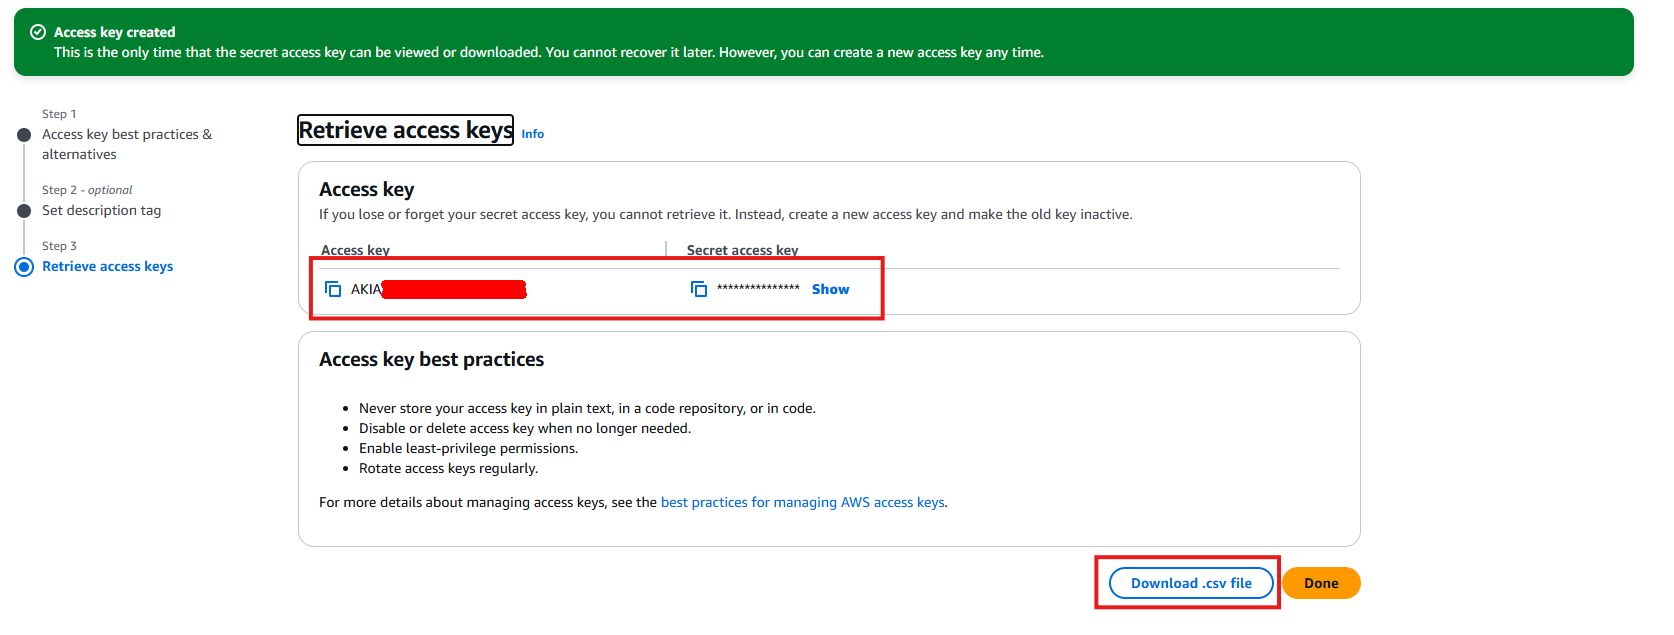 Access key created
This is the only time that the secret access key can be viewed or downloaded. You cannot recover it later. However, you can create a new access key any time.
Step 1
Access key best practices &
alternatives
Step 2 - optional
Set description tag
Step 3
Retrieve access keys
Retrieve access keys Info
Access key
If you lose or forget your secret access key, you cannot retrieve it. Instead, create a new access key and make the old key inactive.
Access key Secret access key
AKIA *************** Show
Access key best practices
• Never store your access key in plain text, in a code repository, or in code.
• Disable or delete access key when no longer needed.
• Enable least-privilege permissions.
• Rotate access keys regularly.
For more details about managing access keys, see the best practices for managing AWS access keys.
Download .csv file Done